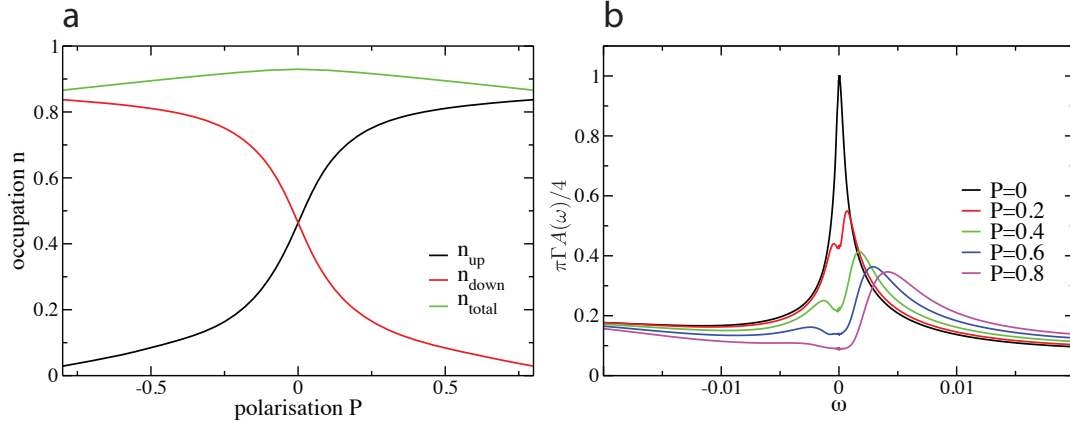 a
1
0.8
0.6
0.4
0.2
0
-0.5
0
0.5
occupation n
polarisation P
n_up
n_down
n_total
b
1
0.8
0.6
0.4
0.2
0
-0.01
0
0.01
πΓA(ω)/4
ω
P=0
P=0.2
P=0.4
P=0.6
P=0.8